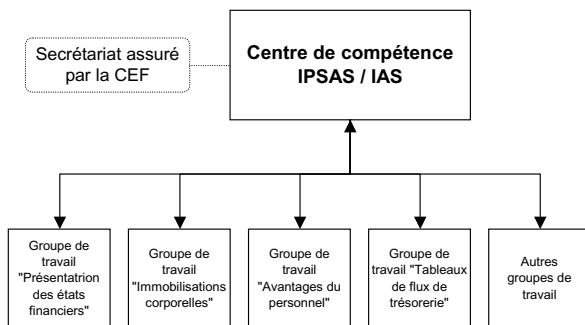 Secrétariat assuré
par la CEF
Centre de compétence
IPSAS / IAS
Groupe de
travail
"Présentration
des états
financiers"
Groupe de
travail
"Immobilisations
corporelles"
Groupe de
travail
"Avantages du
personnel"
Groupe de
travail "Tableaux
de flux de
trésorerie"
Autres
groupes de
travail